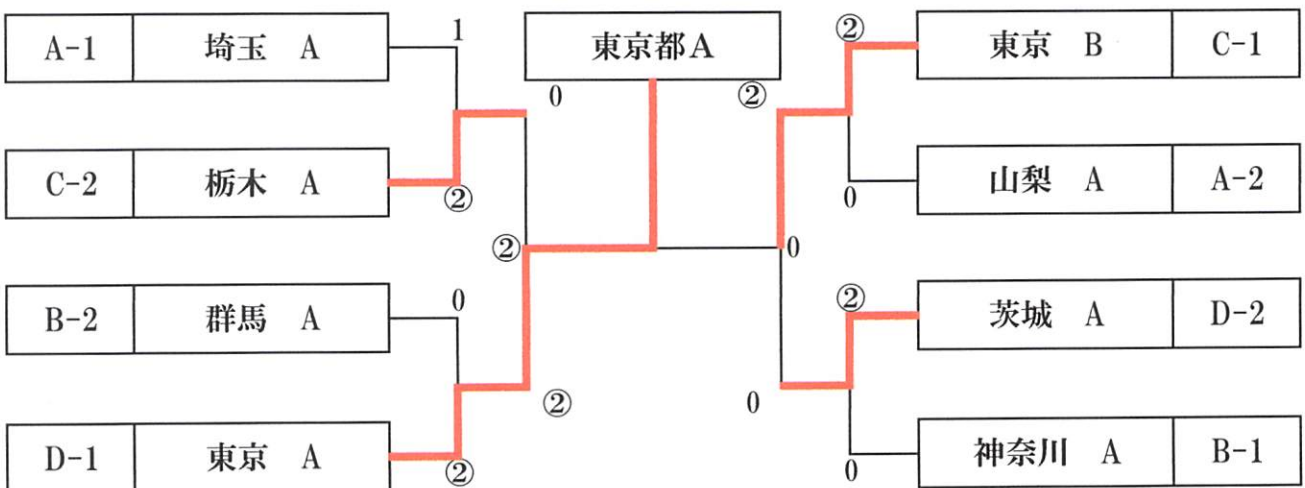 A-1 埼玉 A 1
東京都A
② 東京 B C-1
0 ②
C-2 栃木 A ②
0 山梨 A A-2
② 0
B-2 群馬 A 0
② 茨城 A D-2
② 0
D-1 東京 A ②
0 神奈川 A B-1